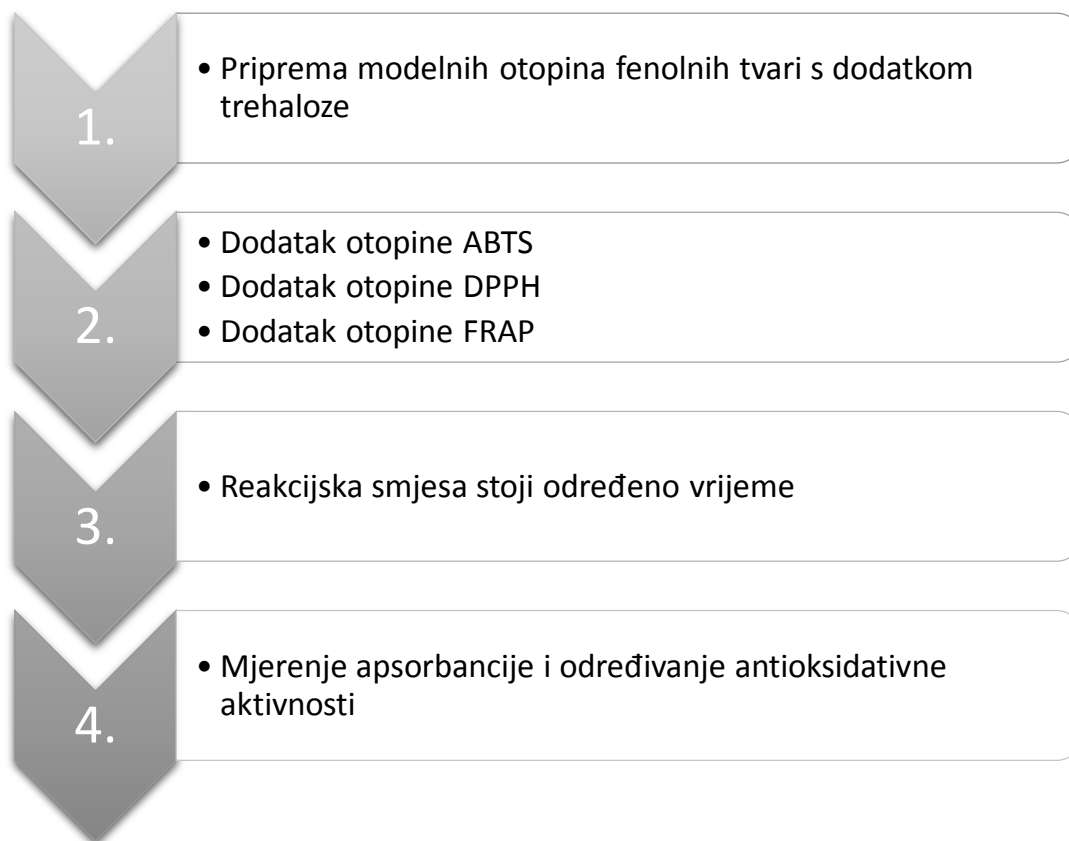 1.
• Priprema modelnih otopina fenolnih tvari s dodatkom
trehaloze
2.
• Dodatak otopine ABTS
• Dodatak otopine DPPH
• Dodatak otopine FRAP
3.
• Reakcijska smjesa stoji određeno vrijeme
4.
• Mjerenje apsorbancije i određivanje antioksidativne
aktivnosti